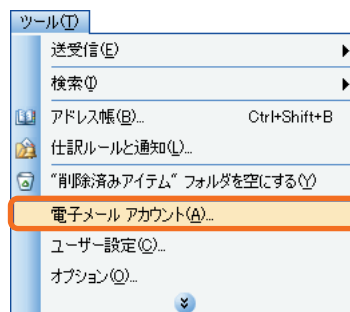 ツール(T)
送受信(E)
検索(I)
アドレス帳(B)... Ctrl+Shift+B
仕訳ルールと通知(L)...
"削除済みアイテム" フォルダを空にする(Y)
電子メール アカウント(A)...
ユーザー設定(C)...
オプション(O)...